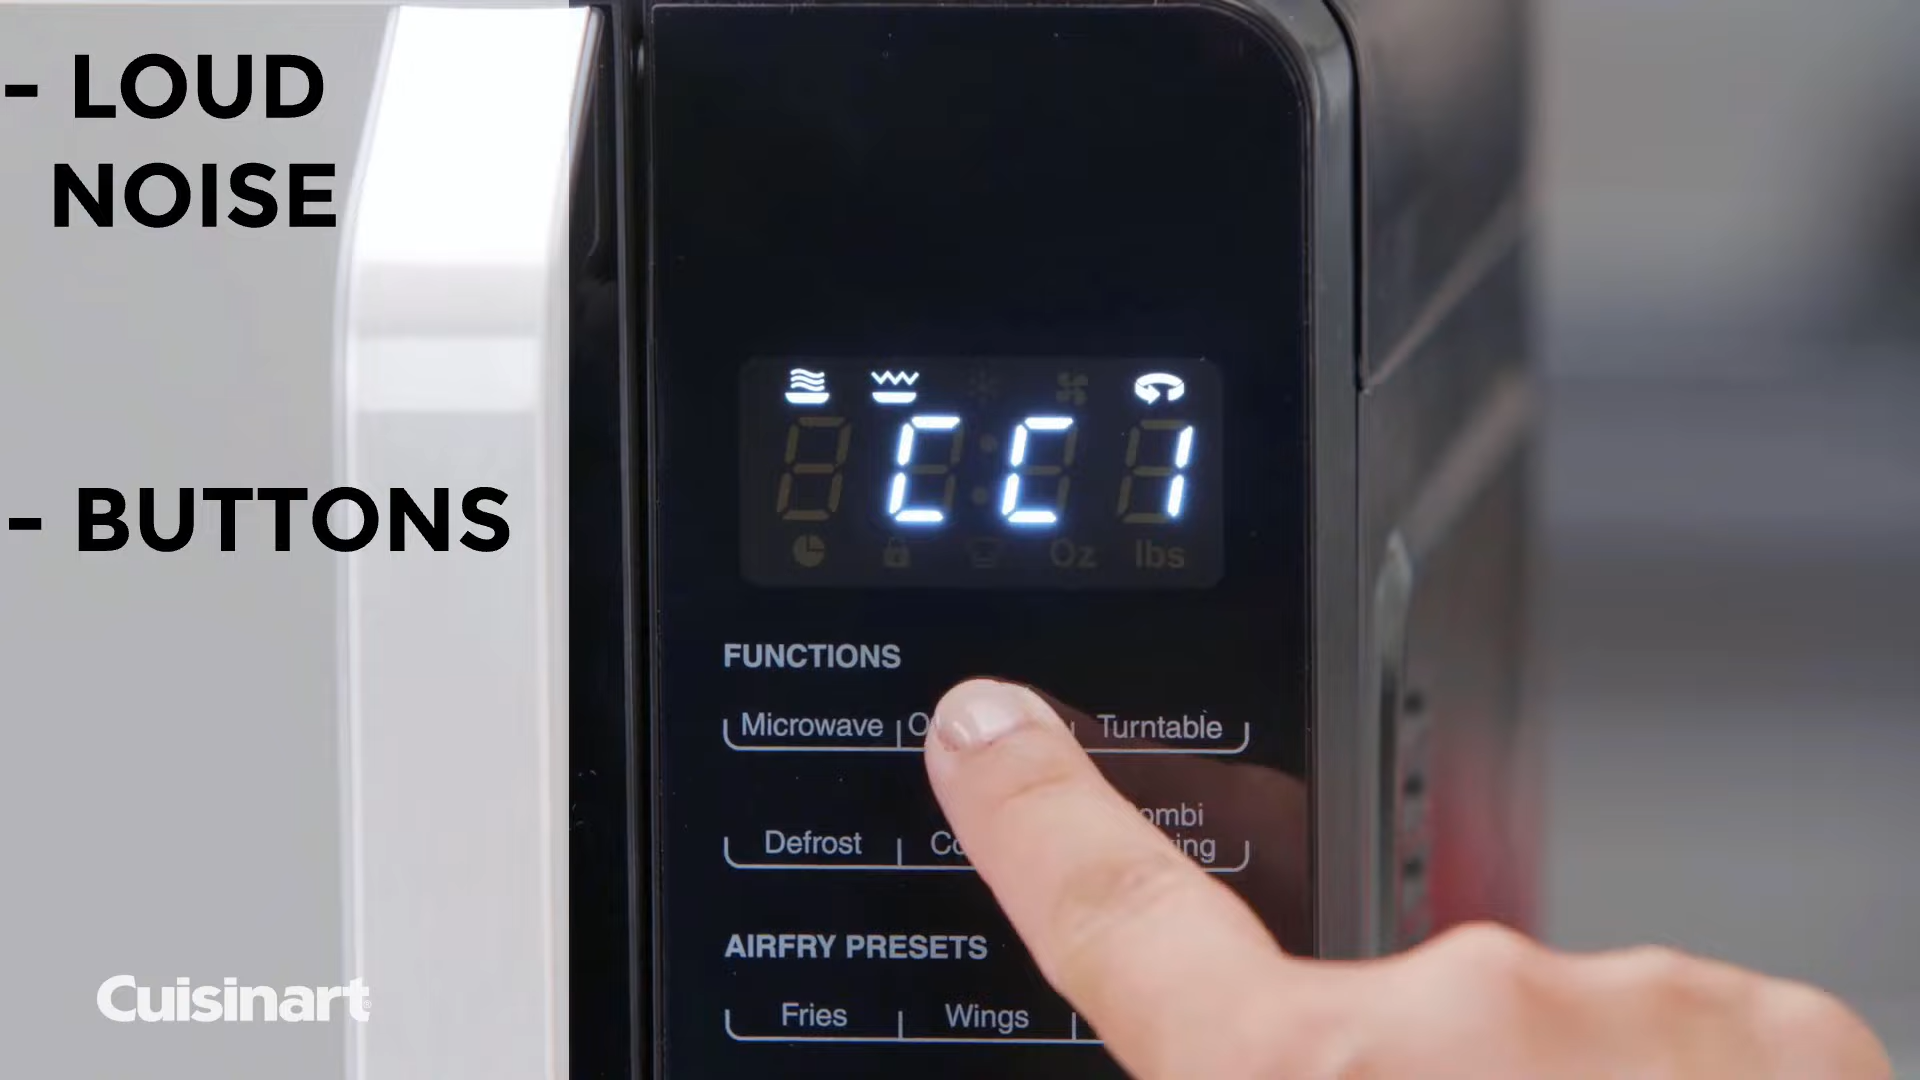 - LOUD
NOISE
- BUTTONS
CC1
Oz lbs
FUNCTIONS
Microwave Turntable
Defrost
AIRFRY PRESETS
Fries Wings
Cuisinart